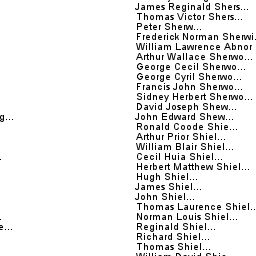 James Reginald Shers...
Thomas Victor Shers...
Peter Sherw...
Frederick Norman Sherwi.
William Lawrence Abnor
Arthur Wallace Sherwo...
George Cecil Sherwo...
George Cyril Sherwo...
Francis John Sherwo...
Sidney Herbert Sherwo...
David Joseph Shew...
g...
John Edward Shew...
Ronald Coode Shie...
Arthur Prior Shiel...
William Blair Shiel...
Cecil Huia Shiel...
Herbert Matthew Shiel...
Hugh Shiel...
James Shiel...
John Shiel...
Thomas Laurence Shiel..
Norman Louis Shiel...
e...
Reginald Shiel...
Richard Shiel...
Thomas Shiel...
William David Shie